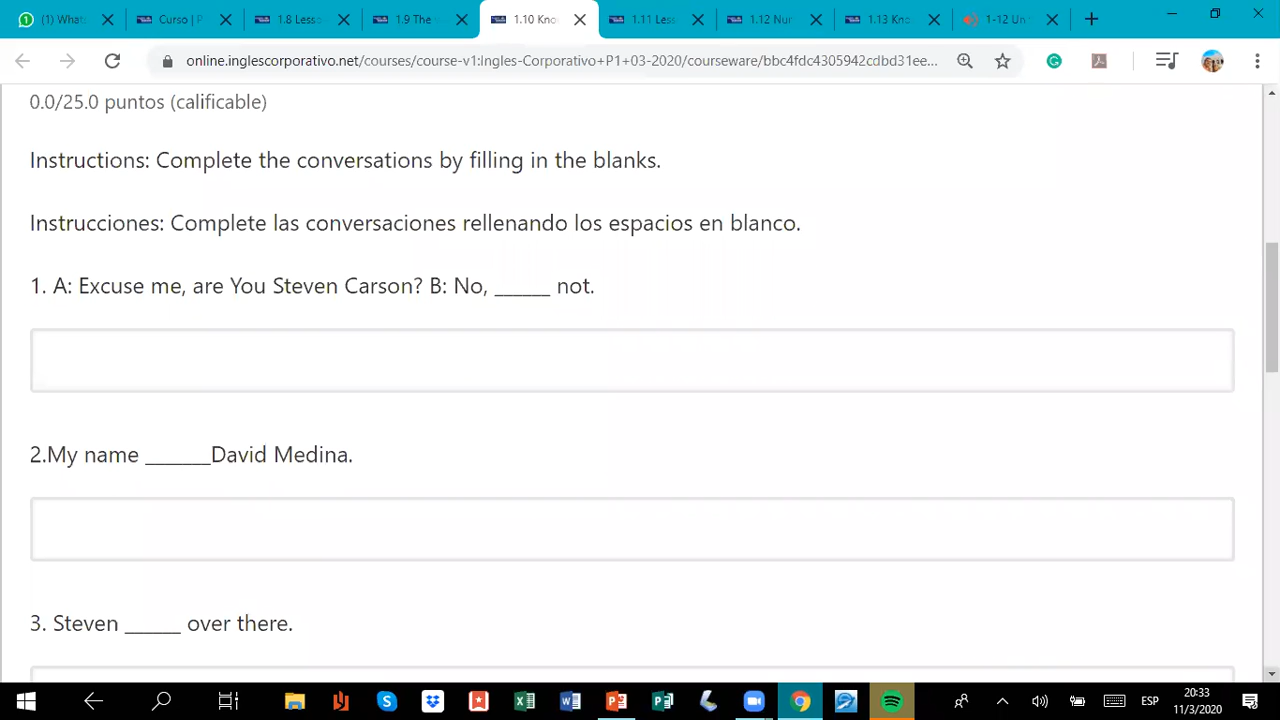 (1) What
Curso | P
1.8 Lesso
1.9 The
1.10 Kno
1.11 Less
1.12 Nur
1.13 Kno
1-12 Un
online.inglescorporativo.net/courses/course-v1:Ingles-Corporativo+P1+03-2020/courseware/bbc4fdc4305942cdbd31ee...
0.0/25.0 puntos (calificable)
Instructions: Complete the conversations by filling in the blanks.
Instrucciones: Complete las conversaciones rellenando los espacios en blanco.
1. A: Excuse me, are You Steven Carson? B: No, ______ not.
2.My name _______David Medina.
3. Steven ______ over there.
ESP
20:33
11/3/2020